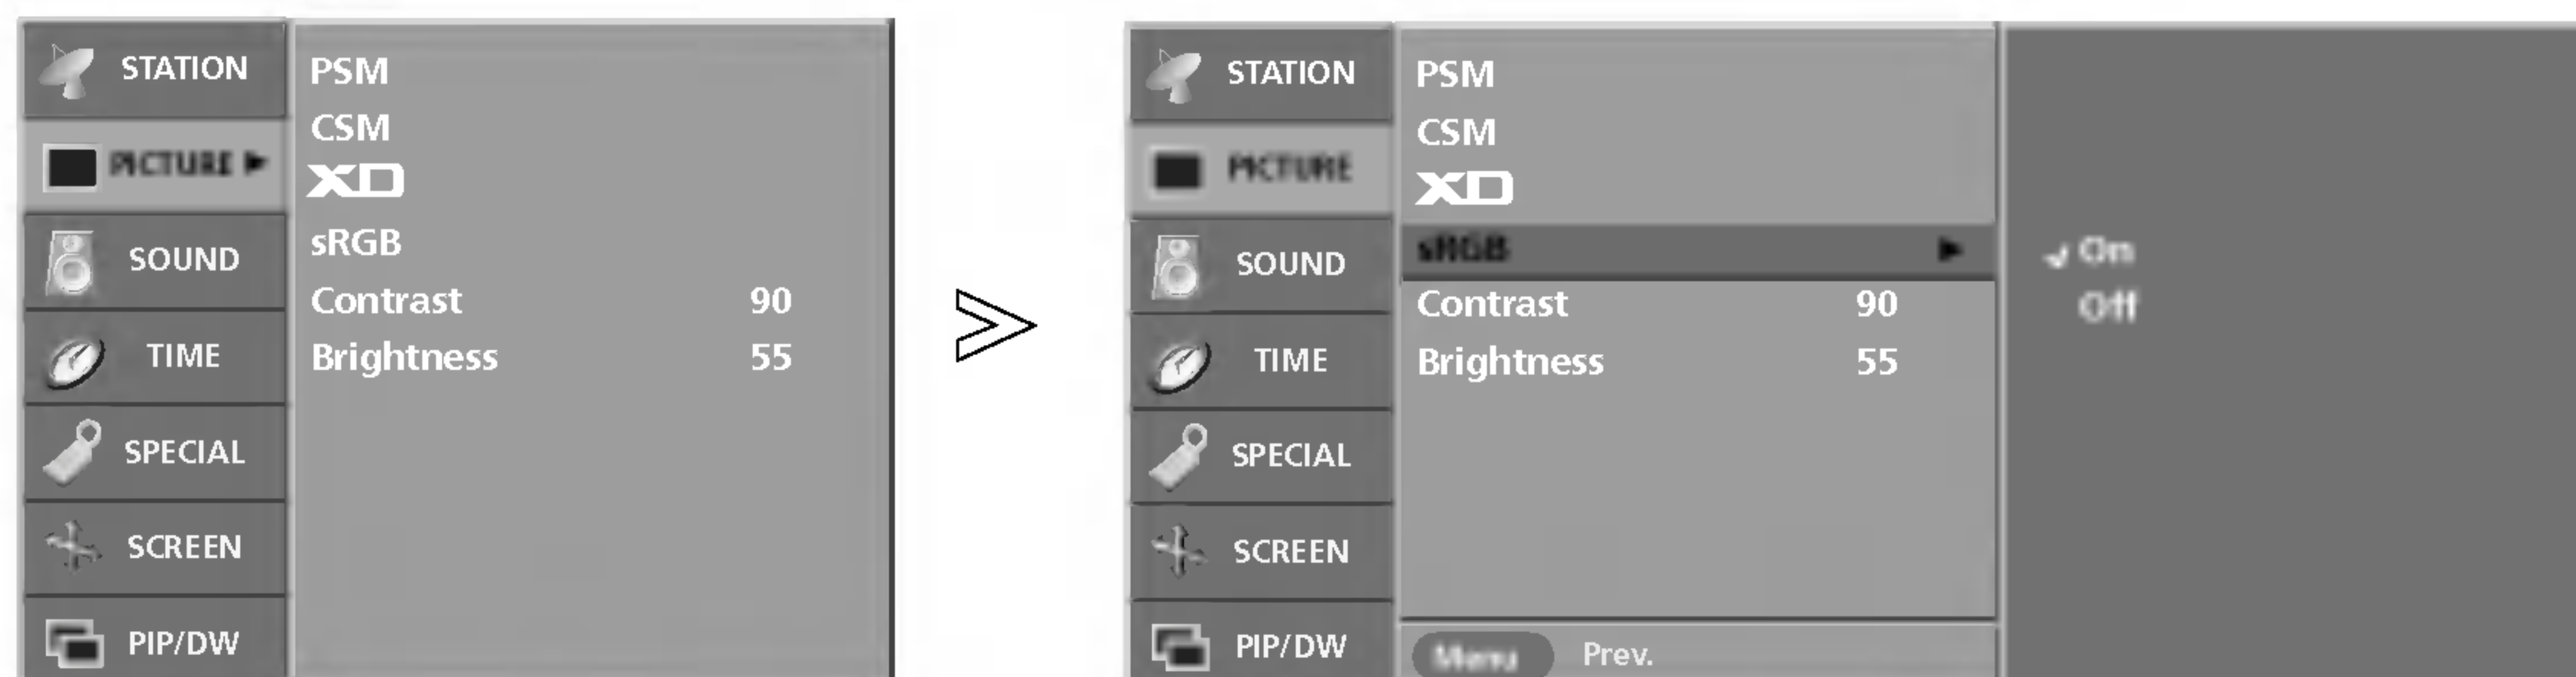 STATION
PICTURE ►
SOUND
TIME
SPECIAL
SCREEN
PIP/DW
PSM
CSM
XD
sRGB
Contrast 90
Brightness 55
STATION
PICTURE
SOUND
TIME
SPECIAL
SCREEN
PIP/DW
PSM
CSM
XD
sRGB ►
Contrast 90
Brightness 55
Menu Prev.
✓ On
Off